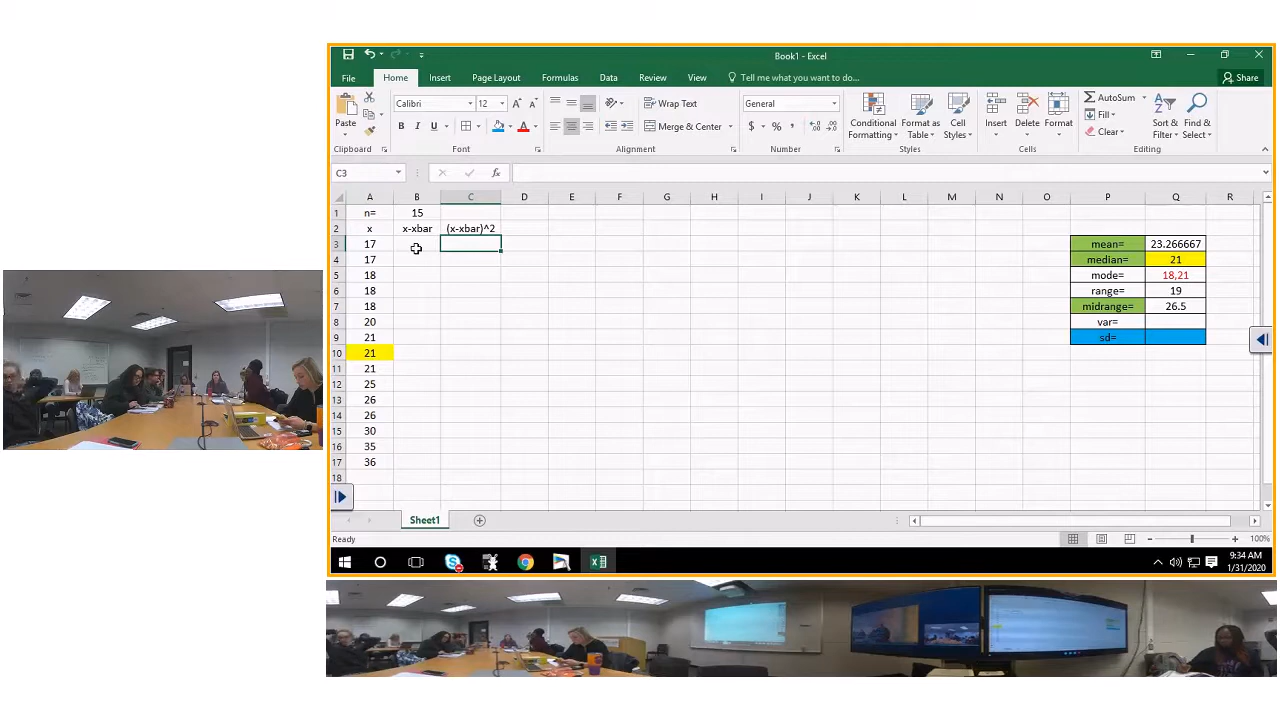 Book1 - Excel
File Home Insert Page Layout Formulas Data Review View Tell me what you want to do... Share
Paste
Calibri 12
B I U
Wrap Text
Merge & Center
General
$ % ,
Conditional Formatting
Format as Table
Cell Styles
Insert Delete Format
AutoSum
Fill
Clear
Sort & Filter
Find & Select
Clipboard Font Alignment Number Styles Cells Editing
C3 fx
A B C D E F G H I J K L M N O P Q R
1 n= 15
2 x x-xbar (x-xbar)^2
3 17 mean= 23.266667
4 17 median= 21
5 18 mode= 18,21
6 18 range= 19
7 18 midrange= 26.5
8 20 var=
9 21 sd=
10 21
11 21
12 25
13 26
14 26
15 30
16 35
17 36
18
Sheet1
Ready 100%
9:34 AM
1/31/2020